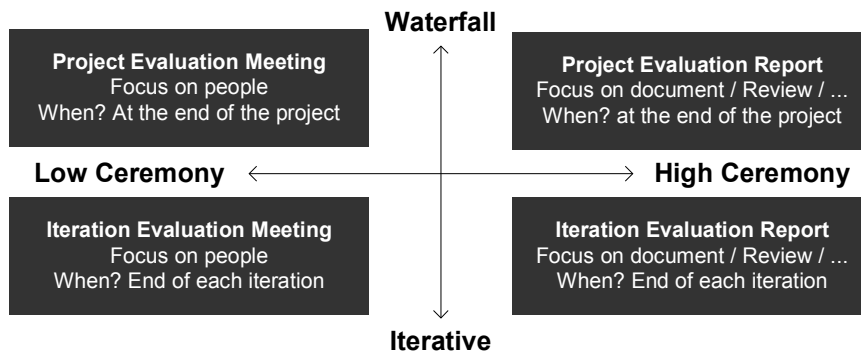 Waterfall
Project Evaluation Meeting
Focus on people
When? At the end of the project
Project Evaluation Report
Focus on document / Review / ...
When? at the end of the project
Low Ceremony
High Ceremony
Iteration Evaluation Meeting
Focus on people
When? End of each iteration
Iteration Evaluation Report
Focus on document / Review / ...
When? End of each iteration
Iterative